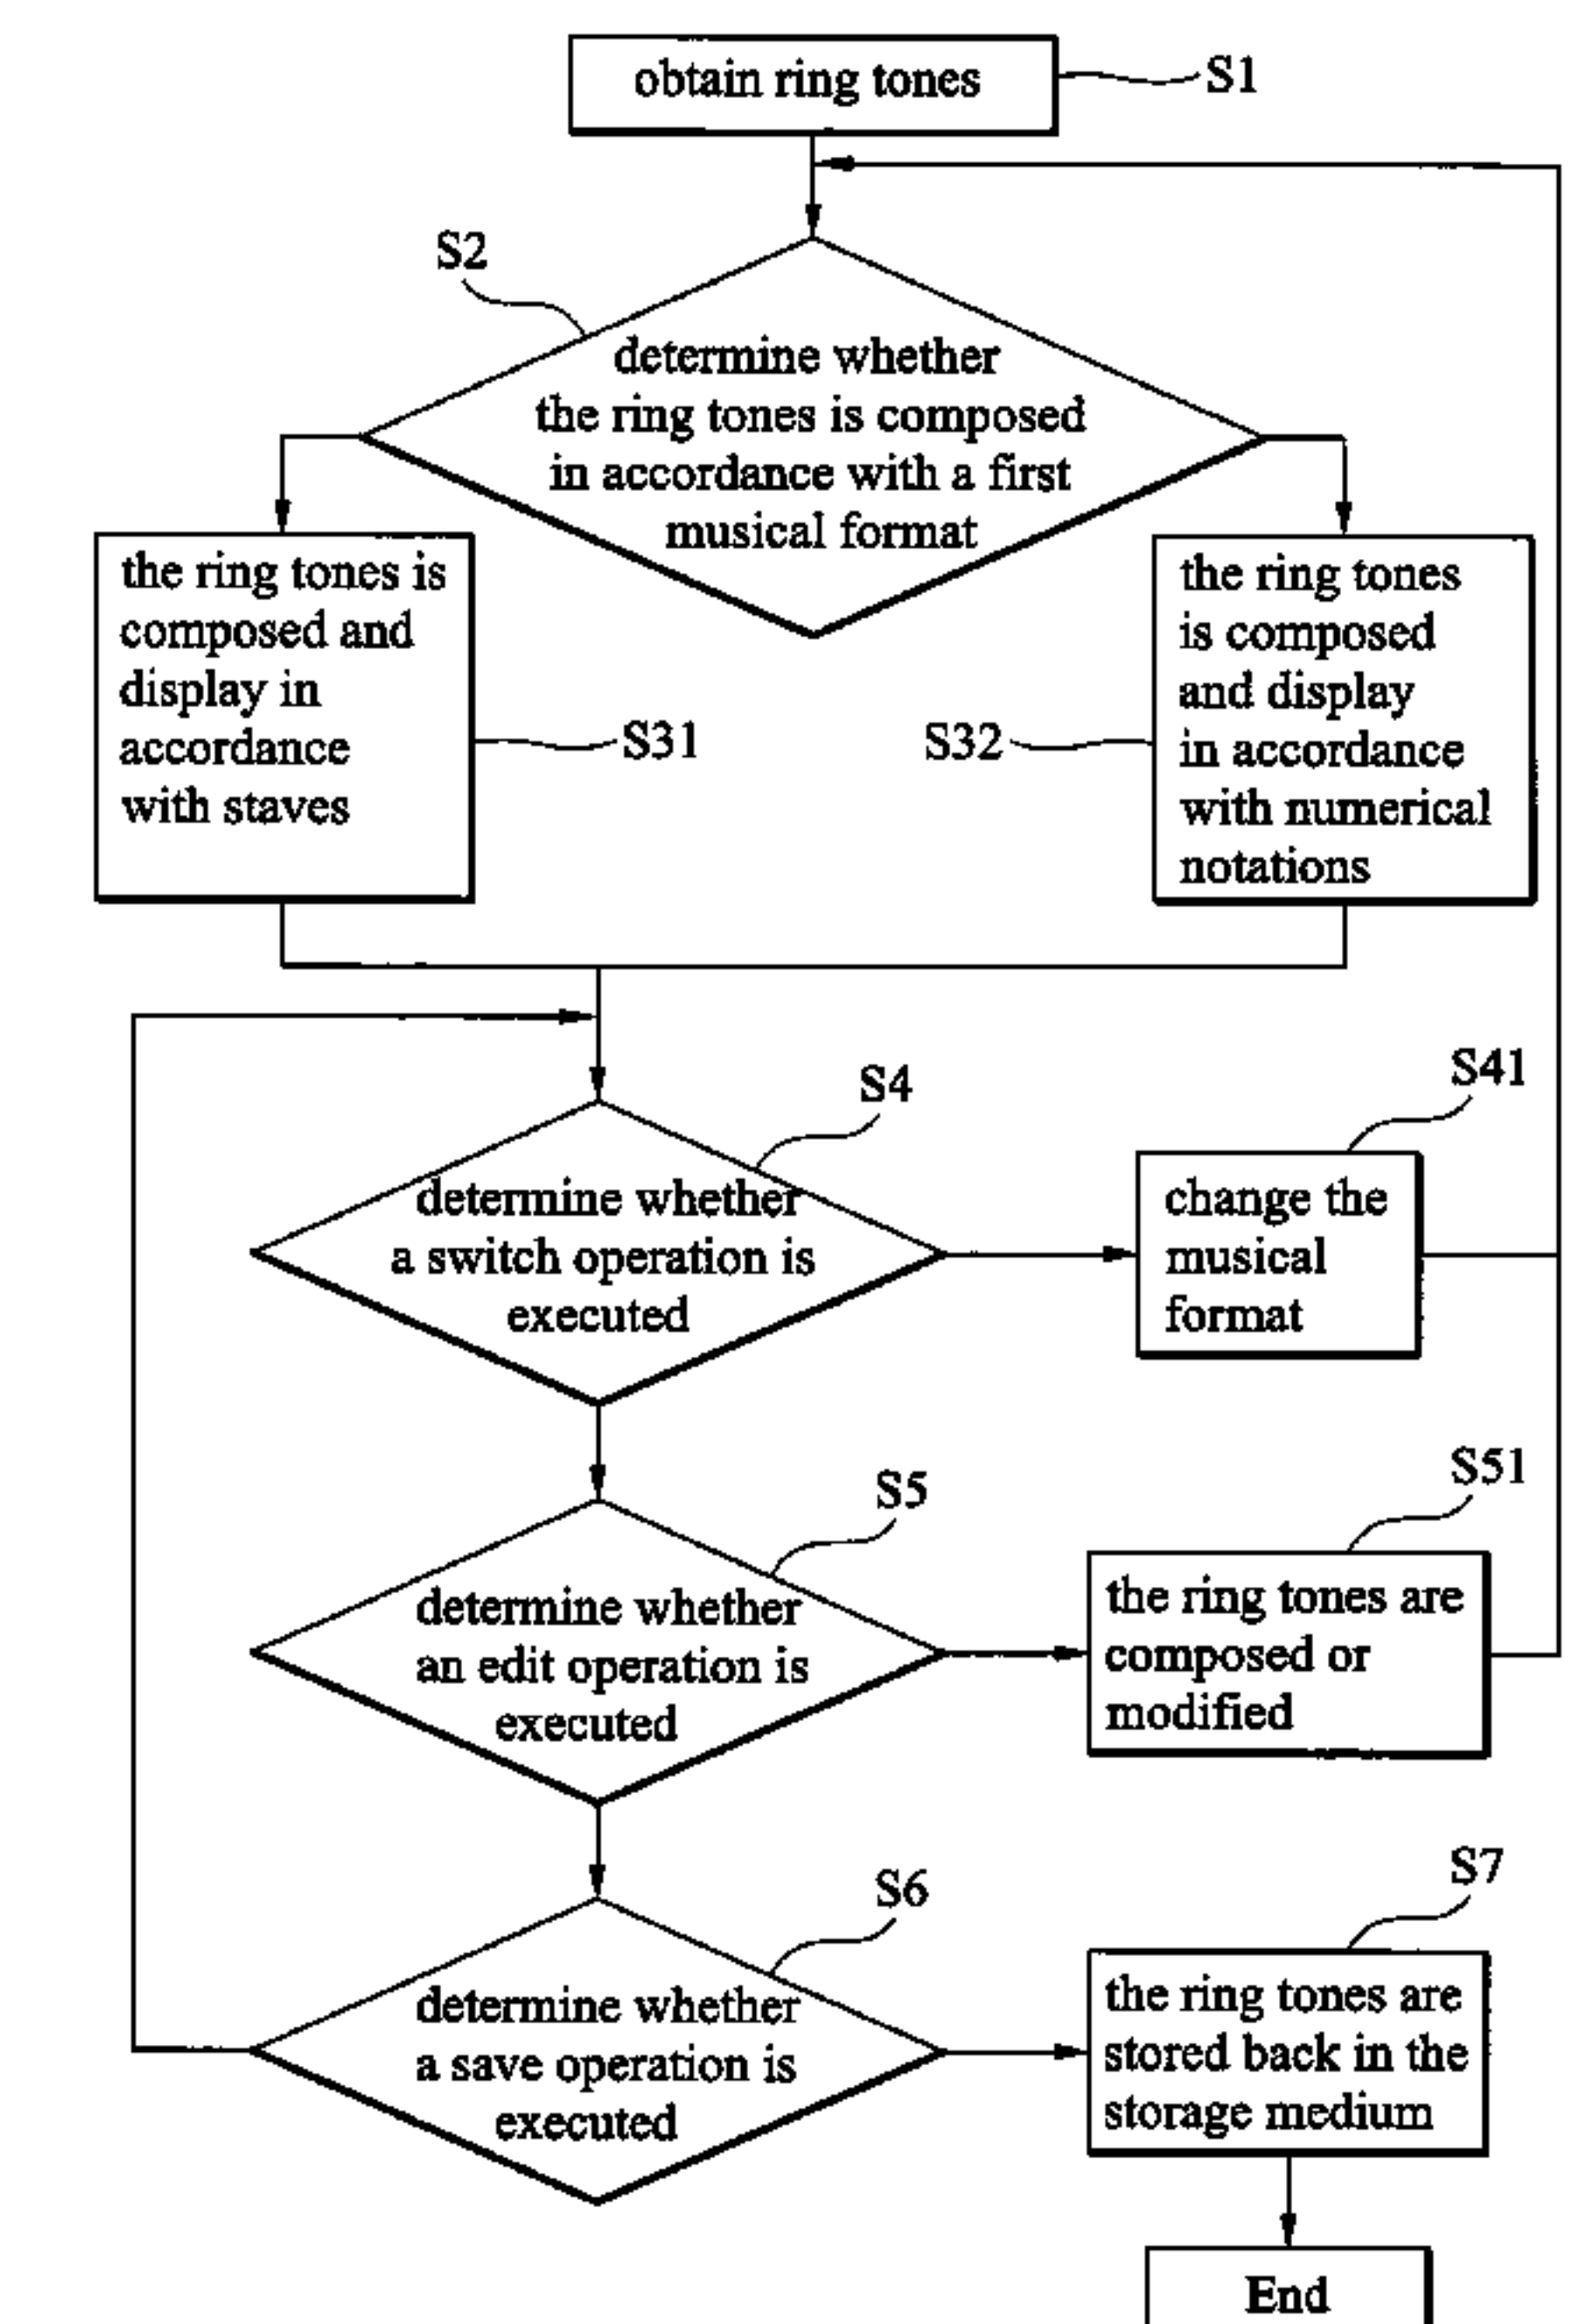 obtain ring tones
S1
S2
determine whether
the ring tones is composed
in accordance with a first
musical format
the ring tones is
composed and
display in
accordance
with staves
S31
S32
the ring tones
is composed
and display
in accordance
with numerical
notations
S4
determine whether
a switch operation is
executed
S41
change the
musical
format
S5
determine whether
an edit operation is
executed
S51
the ring tones are
composed or
modified
S6
determine whether
a save operation is
executed
S7
the ring tones are
stored back in the
storage medium
End